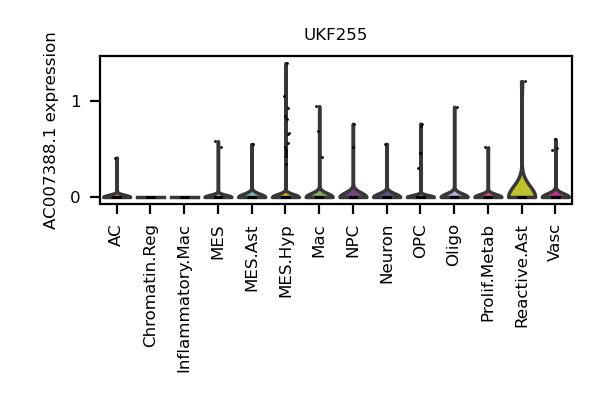 UKF255
AC007388.1 expression
1
0
AC
Chromatin.Reg
Inflammatory.Mac
MES
MES.Ast
MES.Hyp
Mac
NPC
Neuron
OPC
Oligo
Prolif.Metab
Reactive.Ast
Vasc